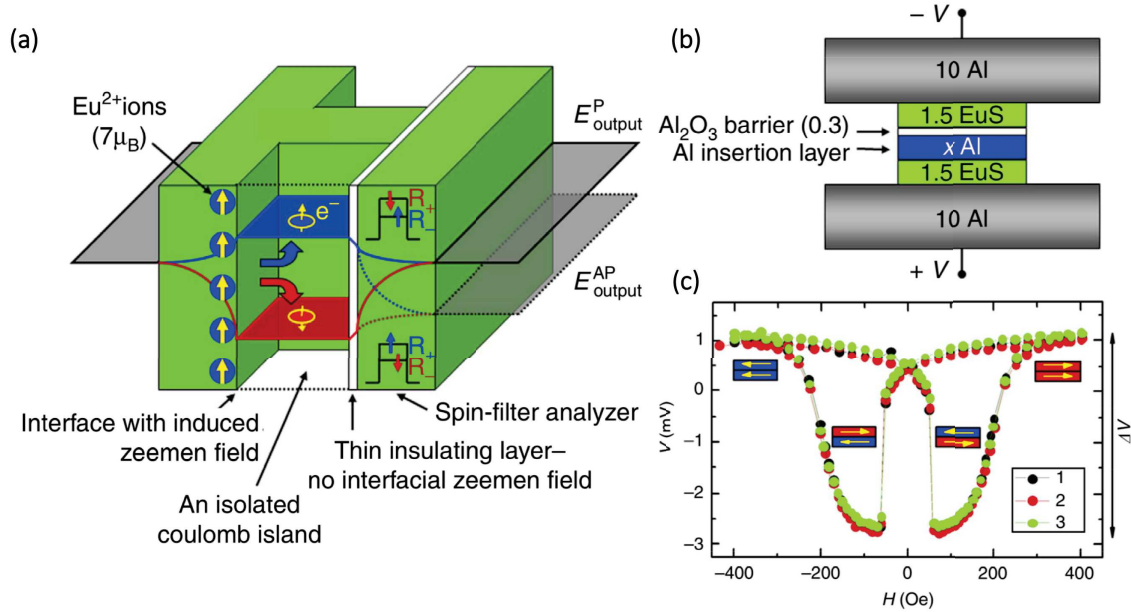 (a)
Eu2+ions
(7μB)
EPoutput
e−
R+
R−
EAPoutput
R+
R−
Interface with induced
zeemen field
Spin-filter analyzer
Thin insulating layer–
no interfacial zeemen field
An isolated
coulomb island
(b)
− V
10 Al
1.5 EuS
Al2O3 barrier (0.3)
Al insertion layer
x Al
1.5 EuS
10 Al
+ V
(c)
V (mV)
1
0
−1
−2
−3
ΔV
1
2
3
−400
−200
0
200
400
H (Oe)